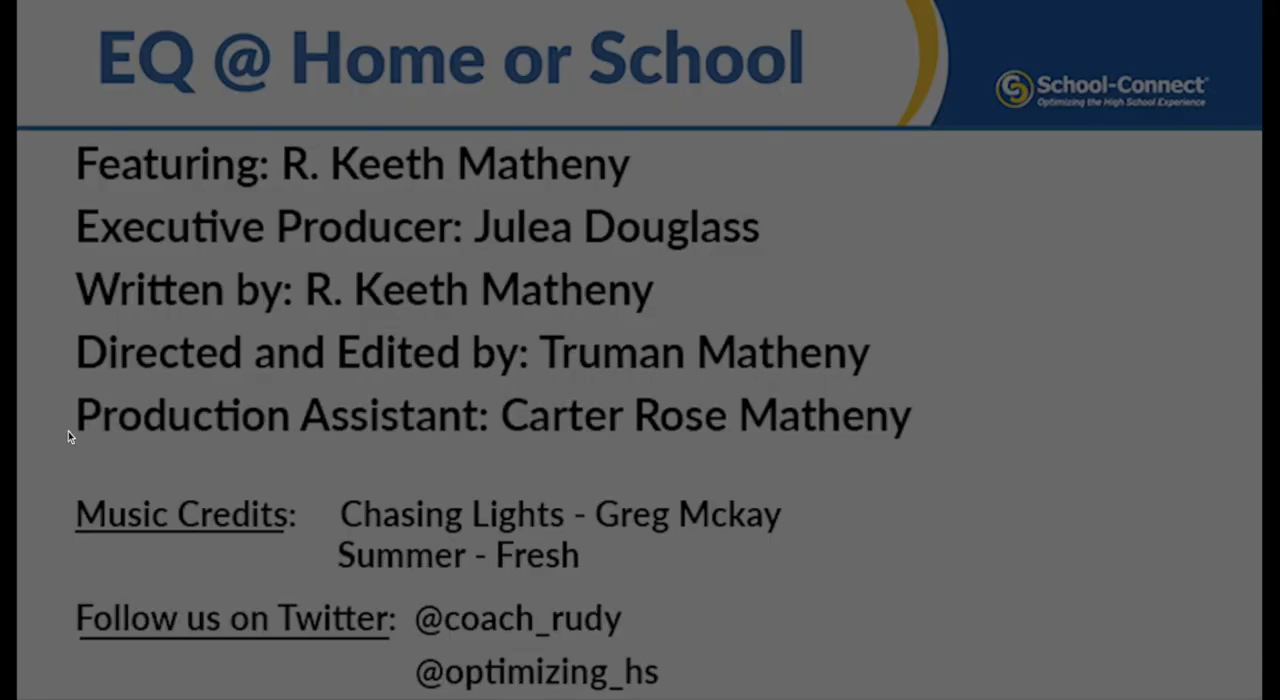 EQ @ Home or School
School-Connect®
Optimizing the High School Experience
Featuring: R. Keeth Matheny
Executive Producer: Julea Douglass
Written by: R. Keeth Matheny
Directed and Edited by: Truman Matheny
Production Assistant: Carter Rose Matheny
Music Credits: Chasing Lights - Greg Mckay
Summer - Fresh
Follow us on Twitter: @coach_rudy
@optimizing_hs